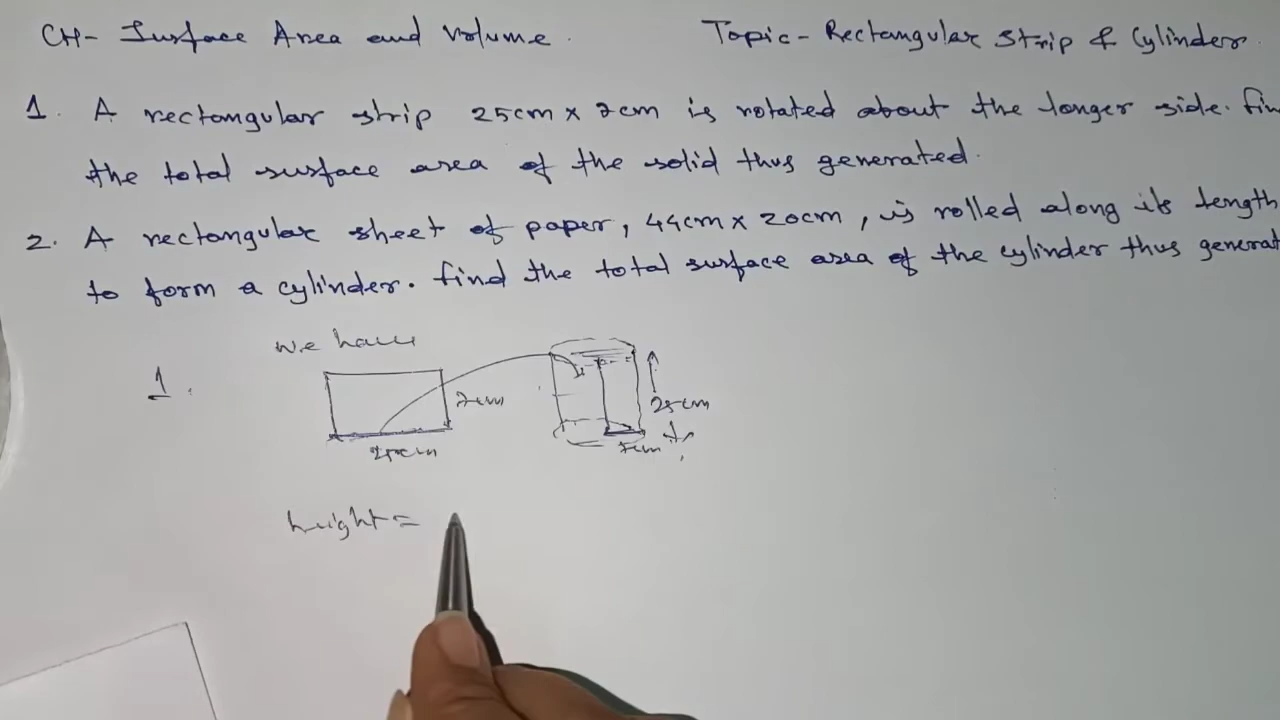 CH- Surface Area and Volume. Topic- Rectangular Strip & Cylinder.
1. A rectangular strip 25cm x 7cm is rotated about the longer side. Fin
the total surface area of the solid thus generated.
2. A rectangular sheet of paper, 44cm x 20cm, is rolled along its length
to form a cylinder. find the total surface area of the cylinder thus generat
we have
1.
7cm
25cm
25cm
7cm
height =